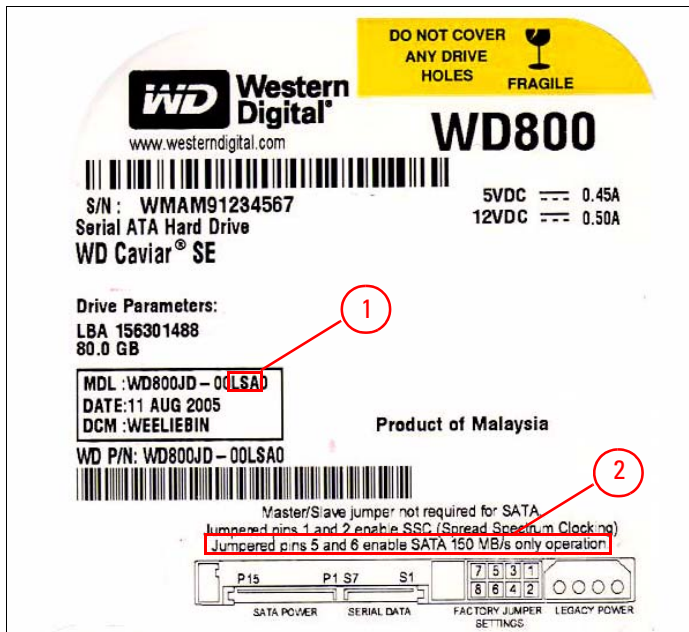 DO NOT COVER
ANY DRIVE
HOLES
FRAGILE
WD
Western
Digital®
www.westerndigital.com
WD800
S/N: WMAM91234567
5VDC 0.45A
12VDC 0.50A
Serial ATA Hard Drive
WD Caviar® SE
Drive Parameters:
LBA 156301488
80.0 GB
1
MDL :WD800JD-00LSA0
DATE:11 AUG 2005
DCM :WEELIEBIN
Product of Malaysia
WD P/N: WD800JD-00LSA0
2
Master/Slave jumper not required for SATA.
Jumpered pins 1 and 2 enable SSC (Spread Spectrum Clocking)
Jumpered pins 5 and 6 enable SATA 150 MB/s only operation
P15 P1 S7 S1
7 5 3 1
8 6 4 2
SATA POWER SERIAL DATA FACTORY JUMPER SETTINGS LEGACY POWER